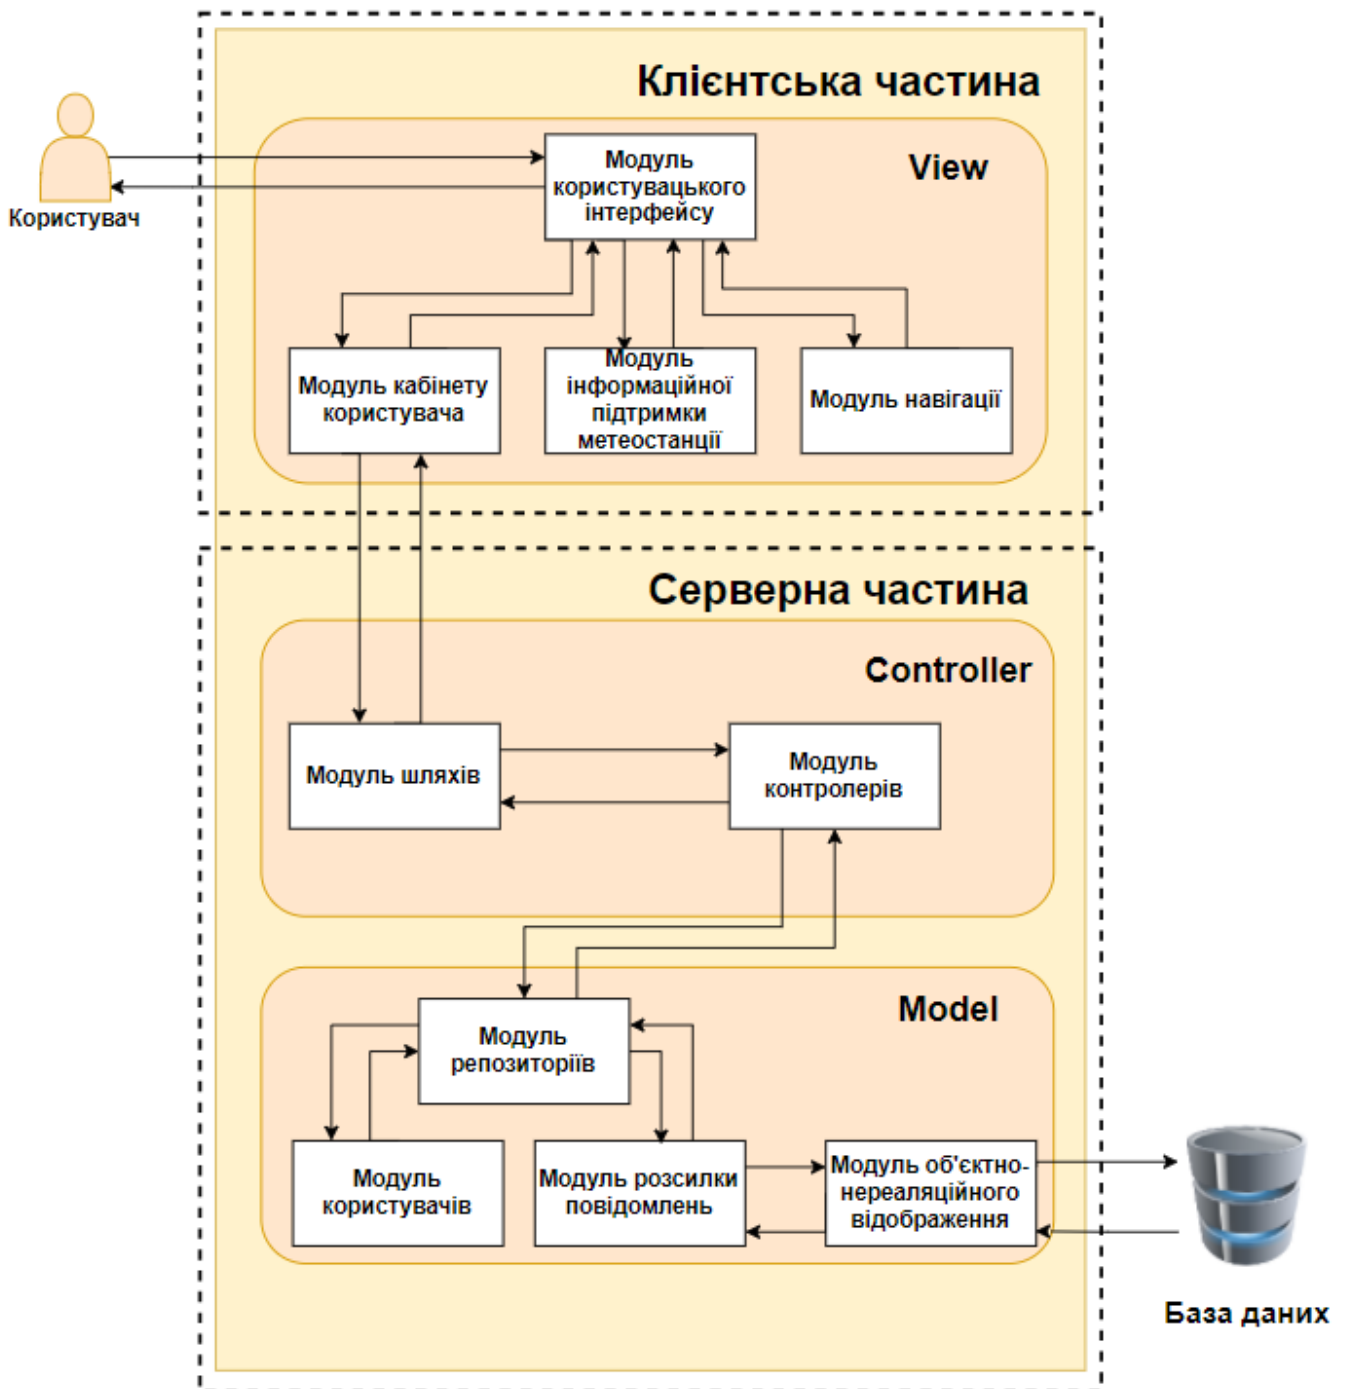 Клієнтська частина
View
Користувач
Модуль
користувацького
інтерфейсу
Модуль кабінету
користувача
Модуль
інформаційної
підтримки
метеостанції
Модуль навігації
Серверна частина
Controller
Модуль шляхів
Модуль
контролерів
Model
Модуль
репозиторіїв
Модуль
користувачів
Модуль розсилки
повідомлень
Модуль об'єктно-
нереаляційного
відображення
База даних